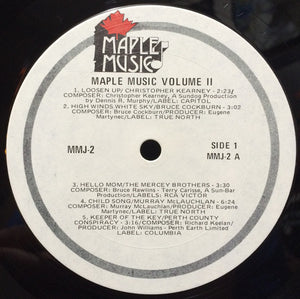 MAPLE
MUSIC
MAPLE MUSIC VOLUME II
1. LOOSEN UP/ CHRISTOPHER KEARNEY - 2:23
COMPOSER: Christopher Kearney, A Sundog Production
by Dennis R. Murphy/LABEL: CAPITOL
2. HIGH WINDS WHITE SKY/BRUCE COCKBURN - 3:02
COMPOSER: Bruce Cockburn/PRODUCER: Eugene
Martynec/LABEL: TRUE NORTH
MMJ-2
SIDE 1
MMJ-2 A
3. HELLO MOM/THE MERCEY BROTHERS - 3:30
COMPOSER: Bruce Rawlins - Terry Carisse, A Sun-Bar
Production/LABELS: RCA VICTOR
4. CHILD SONG/MURRAY McLAUCHLAN - 6:24
COMPOSER: Murray McLauchlan/PRODUCER: Eugene
Martynec/LABEL: TRUE NORTH
5. KEEPER OF THE KEY/PERTH COUNTY
CONSPIRACY - 3:16/COMPOSER: Richard Keelan/
PRODUCER: John Williams - Perth Earth Limited
LABEL: COLUMBIA